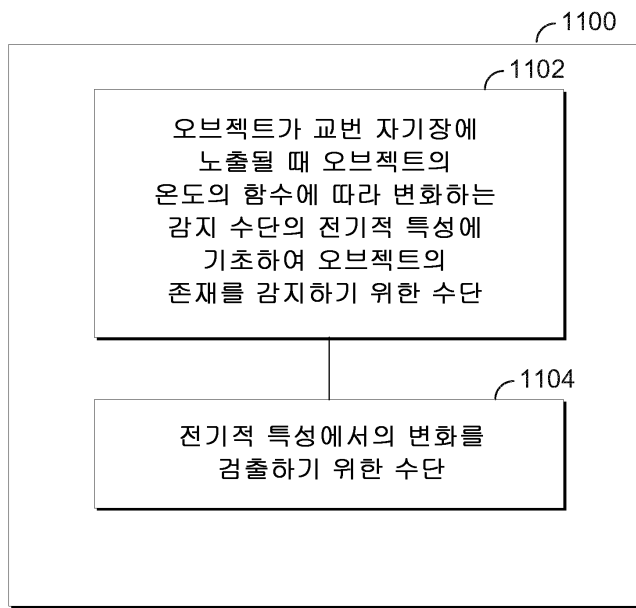 1100
1102
오브젝트가 교번 자기장에
노출될 때 오브젝트의
온도의 함수에 따라 변화하는
감지 수단의 전기적 특성에
기초하여 오브젝트의
존재를 감지하기 위한 수단
1104
전기적 특성에서의 변화를
검출하기 위한 수단